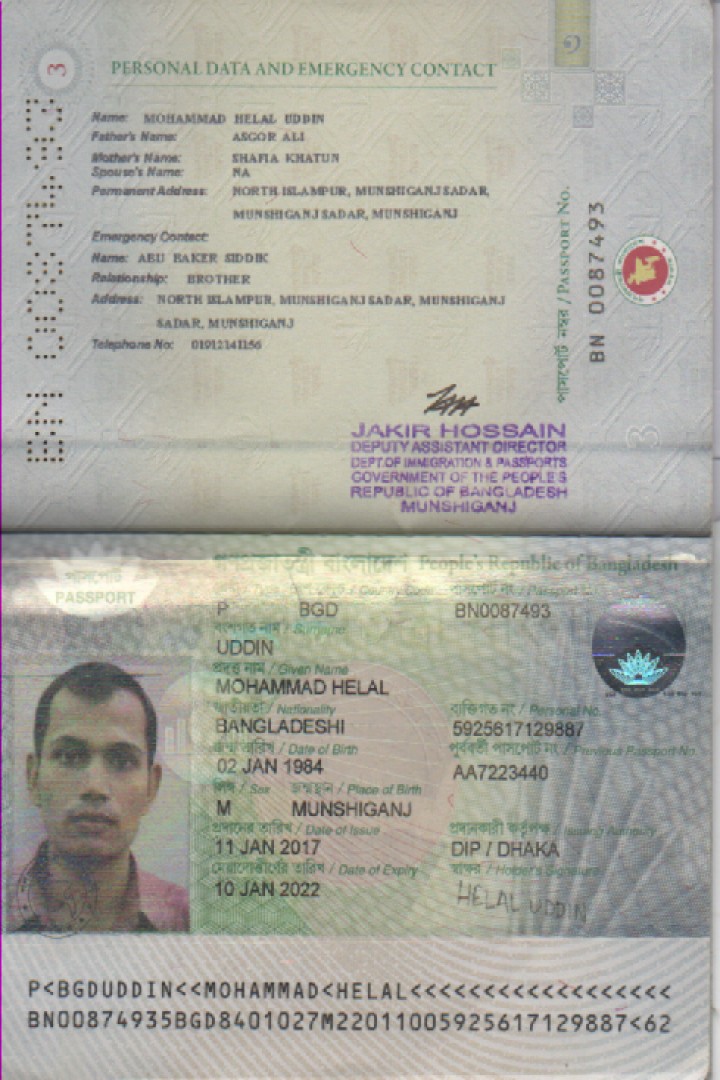 3
PERSONAL DATA AND EMERGENCY CONTACT
Name: MOHAMMAD HELAL UDDIN
Father's Name: ASGOR ALI
Mother's Name: SHAFIA KHATUN
Spouse's Name: NA
Permanent Address: NORTH ISLAMPUR, MUNSHIGANJ SADAR,
MUNSHIGANJ SADAR, MUNSHIGANJ
Emergency Contact:
Name: ABU BAKER SIDDIK
Relationship: BROTHER
Address: NORTH ISLAMPUR, MUNSHIGANJ SADAR, MUNSHIGANJ
SADAR, MUNSHIGANJ
Telephone No: 01912141156
পাসপোর্ট নম্বর / PASSPORT NO.
BN 0087493
BN 0087493
JAKIR HOSSAIN
DEPUTY ASSISTANT DIRECTOR
DEPT.OF IMMIGRATION & PASSPORTS
GOVERNMENT OF THE PEOPLE'S
REPUBLIC OF BANGLADESH
MUNSHIGANJ
3
গণপ্রজাতন্ত্রী বাংলাদেশ People's Republic of Bangladesh
পাসপোর্ট
PASSPORT
Type Country Code পাসপোর্ট নং / Passport No.
P BGD BN0087493
বংশগত নাম / Surname
UDDIN
প্রদত্ত নাম / Given Name
MOHAMMAD HELAL
জাতীয়তা / Nationality ব্যক্তিগত নং / Personal No.
BANGLADESHI 5925617129887
জন্ম তারিখ / Date of Birth পূর্ববর্তী পাসপোর্ট নং / Previous Passport No.
02 JAN 1984 AA7223440
লিঙ্গ / Sex জন্মস্থান / Place of Birth
M MUNSHIGANJ
প্রদানের তারিখ / Date of Issue প্রদানকারী কর্তৃপক্ষ / Issuing Authority
11 JAN 2017 DIP / DHAKA
মেয়াদোত্তীর্ণের তারিখ / Date of Expiry স্বাক্ষর / Holder's Signature
10 JAN 2022 HELAL UDDIN
P<BGDUDDIN<<MOHAMMAD<HELAL<<<<<<<<<<<<<<<<<<
BN00874935BGD8401027M22011005925617129887<62